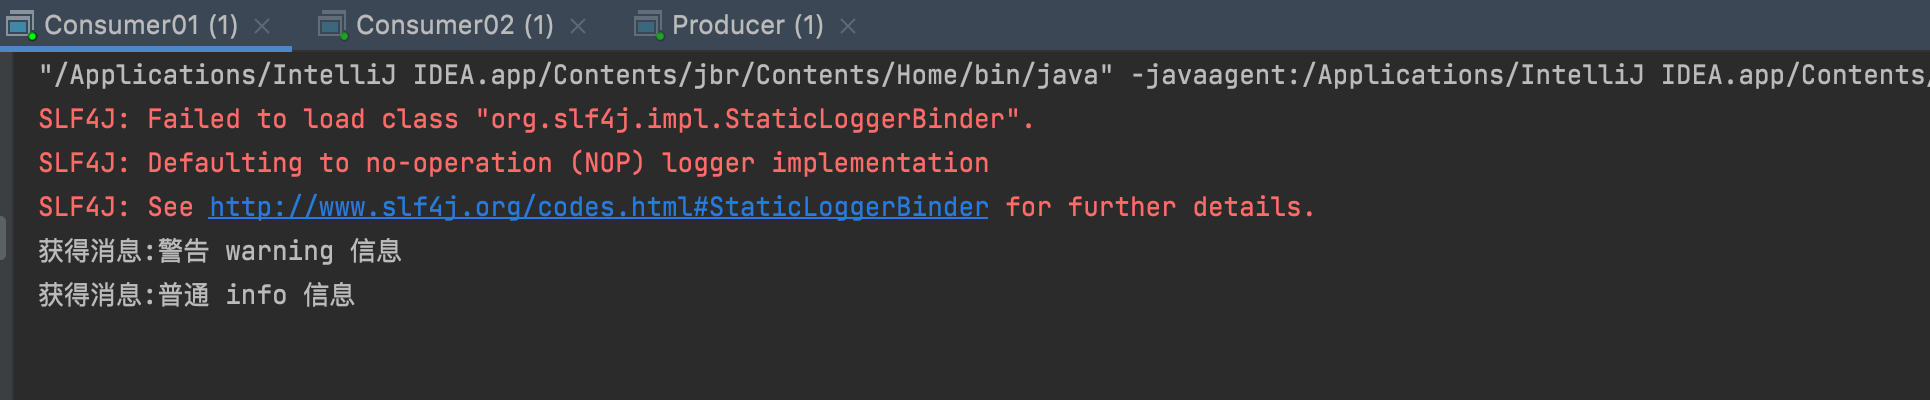 Consumer01 (1) Consumer02 (1) Producer (1)
"/Applications/IntelliJ IDEA.app/Contents/jbr/Contents/Home/bin/java" -javaagent:/Applications/IntelliJ IDEA.app/Contents/
SLF4J: Failed to load class "org.slf4j.impl.StaticLoggerBinder".
SLF4J: Defaulting to no-operation (NOP) logger implementation
SLF4J: See http://www.slf4j.org/codes.html#StaticLoggerBinder for further details.
获得消息:警告 warning 信息
获得消息:普通 info 信息